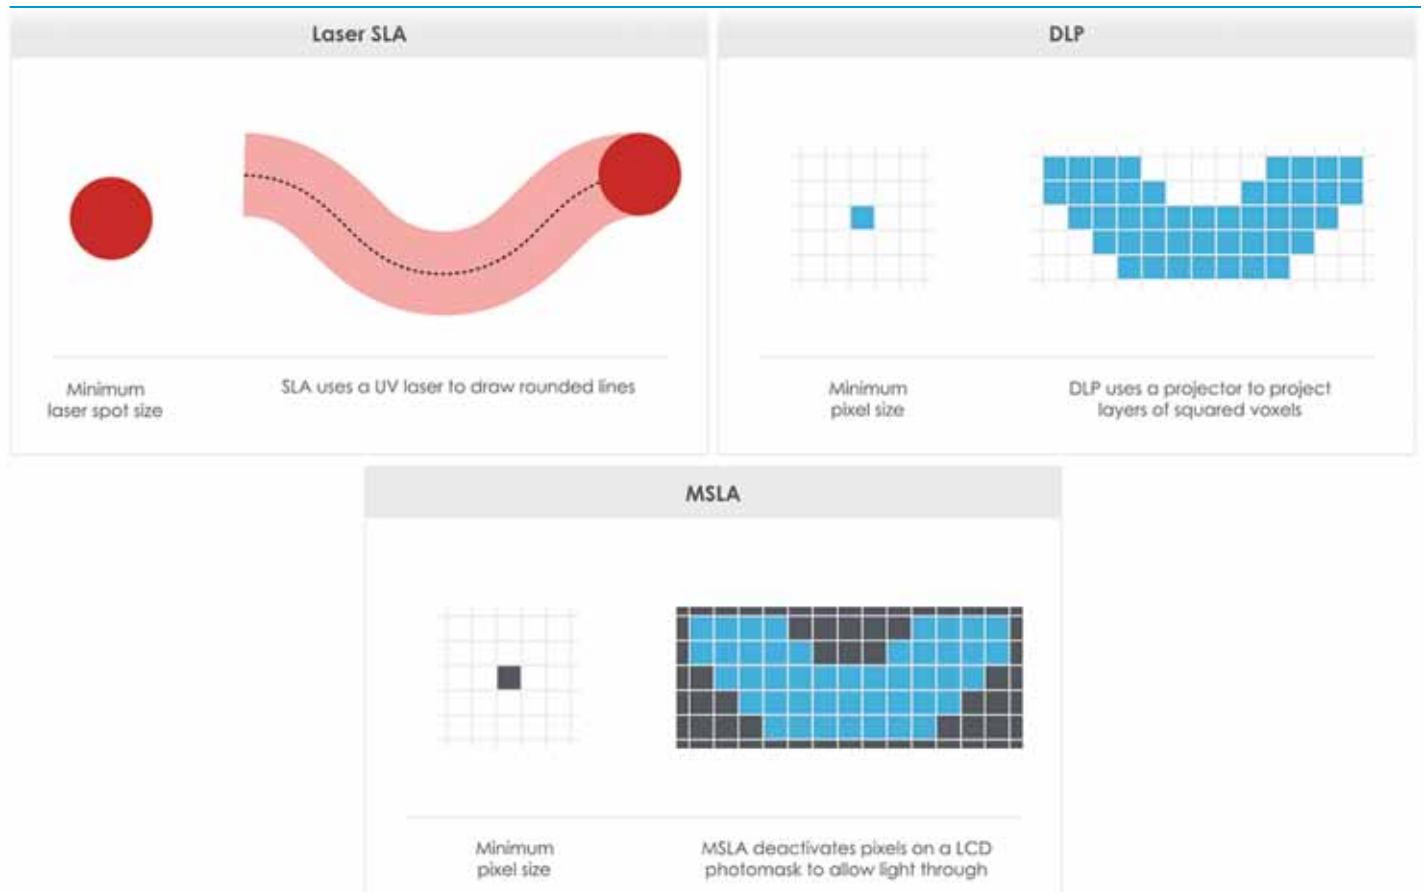 Laser SLA
Minimum
laser spot size
SLA uses a UV laser to draw rounded lines
DLP
Minimum
pixel size
DLP uses a projector to project
layers of squared voxels
MSLA
Minimum
pixel size
MSLA deactivates pixels on a LCD
photomask to allow light through